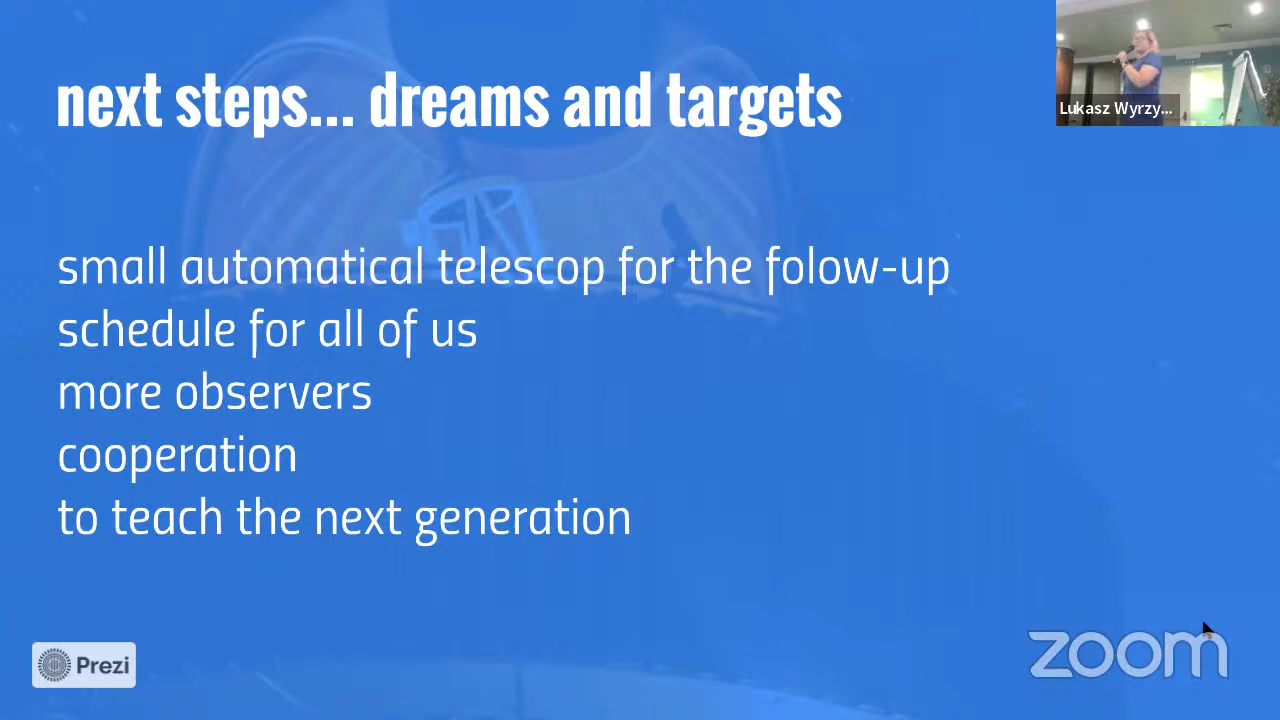 next steps... dreams and targets
Lukasz Wyrzy...
small automatical telescop for the folow-up
schedule for all of us
more observers
cooperation
to teach the next generation
Prezi
zoom